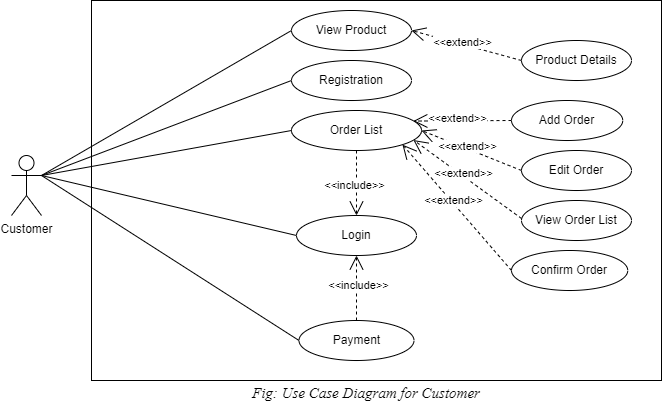 View Product
<<extend>>
Product Details
Registration
Order List
<<extend>>
Add Order
<<extend>>
Edit Order
<<extend>>
<<include>>
<<extend>>
View Order List
Customer
Login
Confirm Order
<<include>>
Payment
Fig: Use Case Diagram for Customer